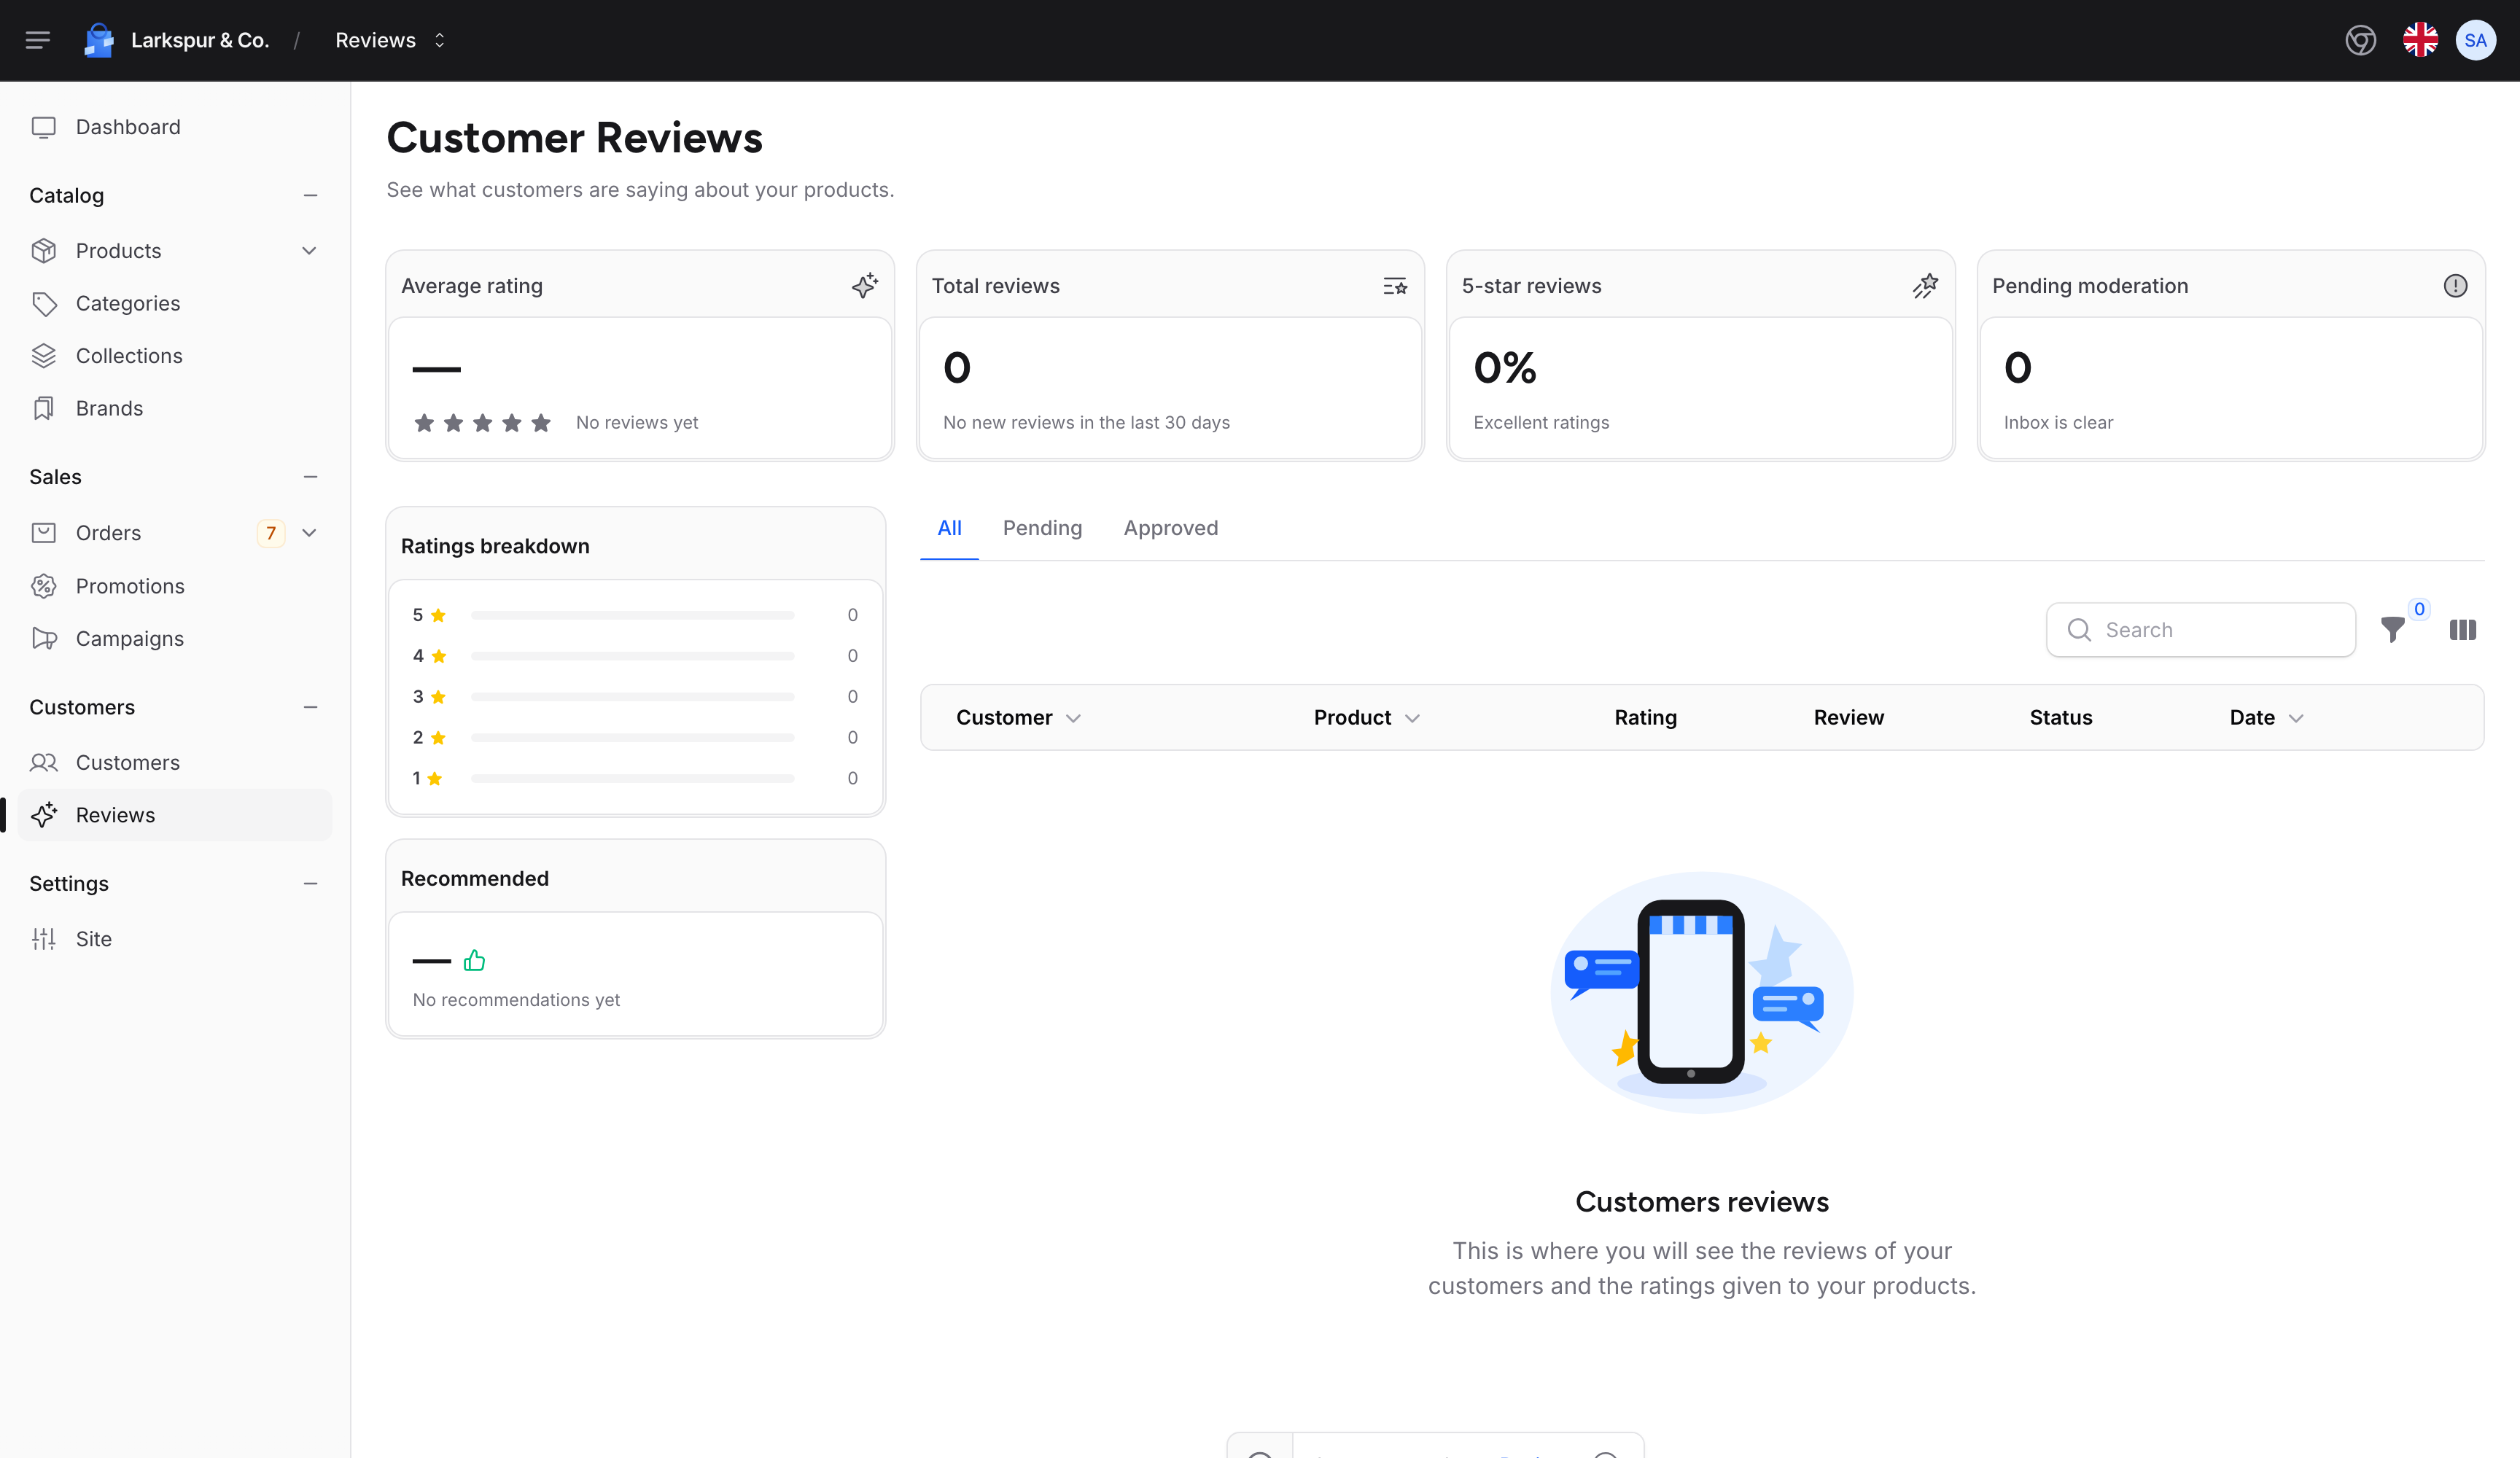 Larkspur & Co. / Reviews
SA
Dashboard
Catalog
Products
Categories
Collections
Brands
Sales
Orders 7
Promotions
Campaigns
Customers
Customers
Reviews
Settings
Site
Customer Reviews
See what customers are saying about your products.
Average rating
—
No reviews yet
Total reviews
0
No new reviews in the last 30 days
5-star reviews
0%
Excellent ratings
Pending moderation
0
Inbox is clear
Ratings breakdown
5 0
4 0
3 0
2 0
1 0
Recommended
—
No recommendations yet
All Pending Approved
Search
0
Customer Product Rating Review Status Date
Customers reviews
This is where you will see the reviews of your
customers and the ratings given to your products.